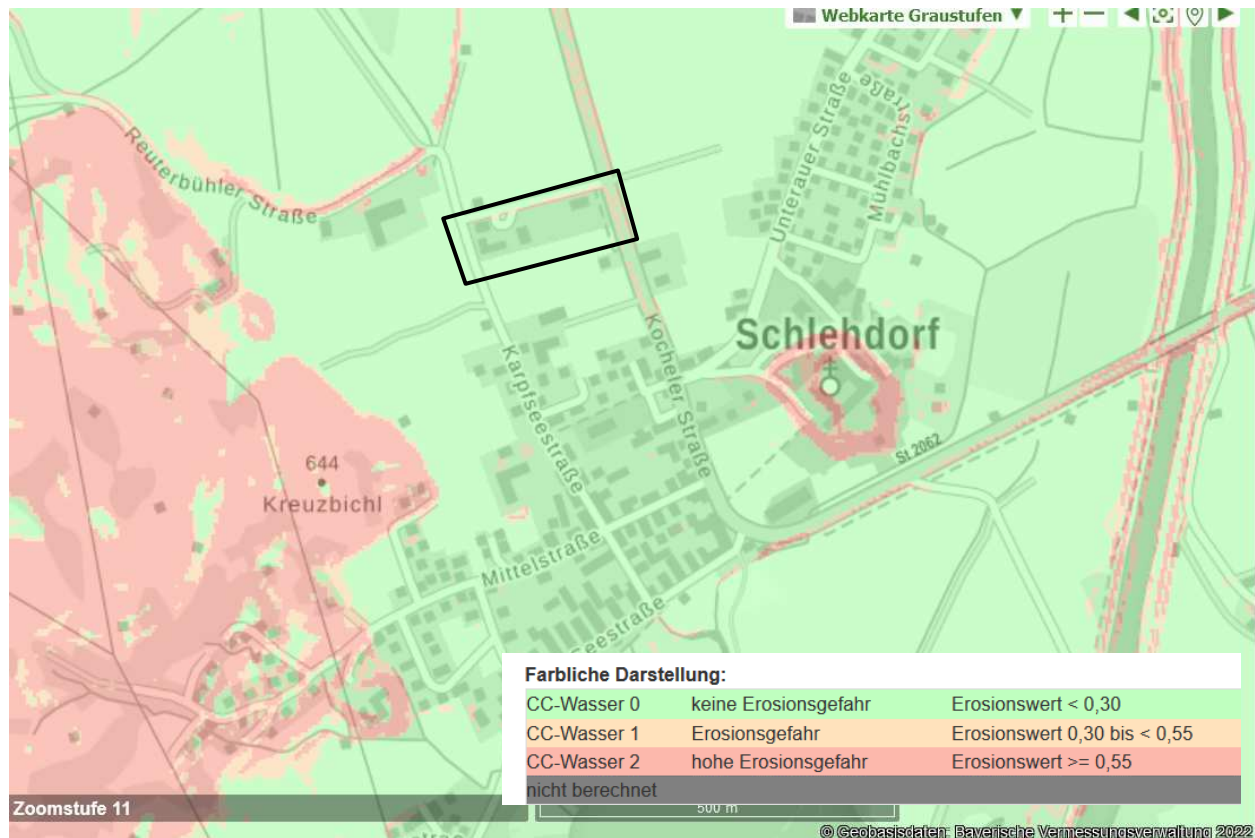 Webkarte Graustufen ▼
Reuterbühler Straße
Unterauer Straße
Mühlbachstraße
Schlehdorf
Karpfseestraße
Kocheler Straße
St 2062
644
Kreuzbichl
Mittelstraße
Seestraße
Farbliche Darstellung:
CC-Wasser 0 keine Erosionsgefahr Erosionswert < 0,30
CC-Wasser 1 Erosionsgefahr Erosionswert 0,30 bis < 0,55
CC-Wasser 2 hohe Erosionsgefahr Erosionswert >= 0,55
nicht berechnet
Zoomstufe 11
500 m
© Geobasisdaten: Bayerische Vermessungsverwaltung 2022